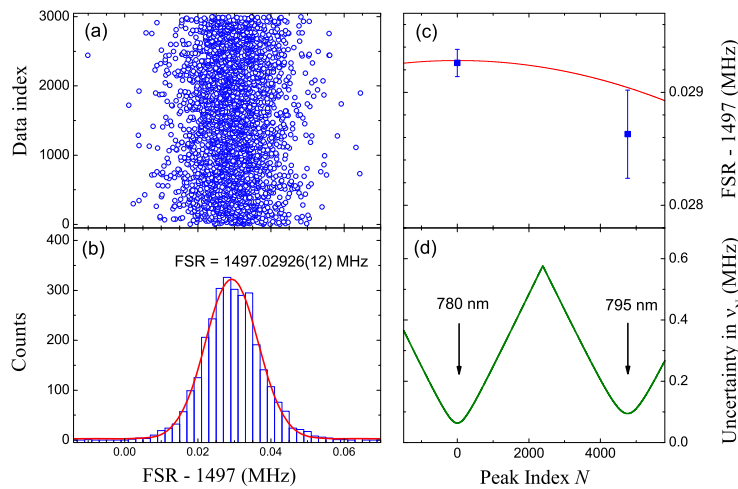 (a)
Data index
3000
2000
1000
0
(c)
FSR - 1497 (MHz)
0.029
0.028
(b)
FSR = 1497.02926(12) MHz
Counts
400
300
200
100
0
0.00
0.02
0.04
0.06
FSR - 1497 (MHz)
(d)
780 nm
795 nm
Uncertainty in νN (MHz)
0.6
0.4
0.2
0.0
0
2000
4000
Peak Index N